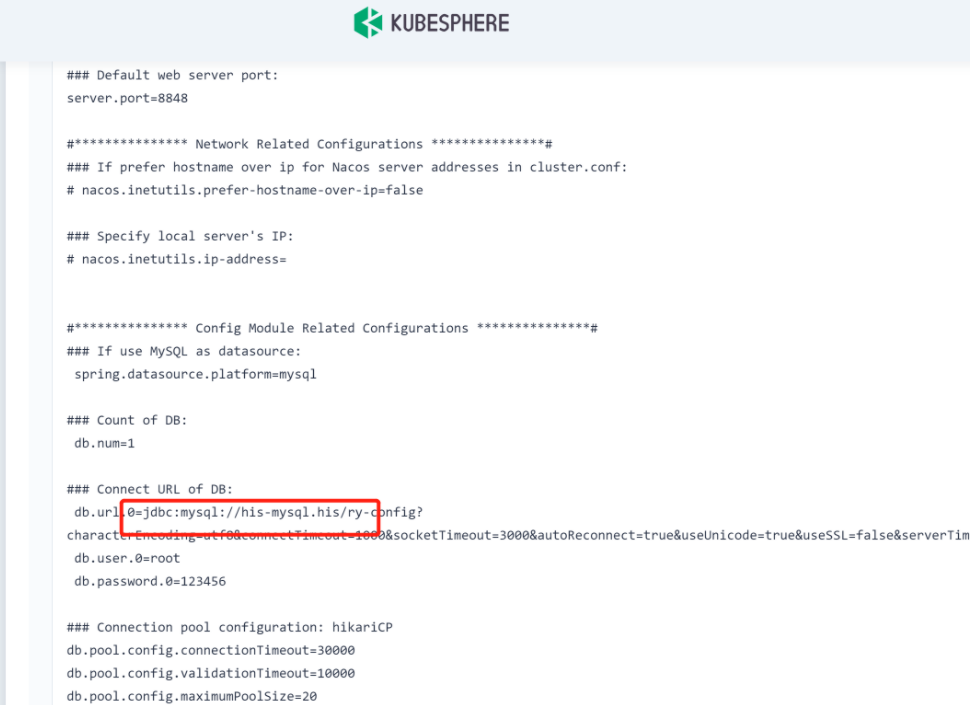 KUBESPHERE
### Default web server port:
server.port=8848
#*************** Network Related Configurations ***************#
### If prefer hostname over ip for Nacos server addresses in cluster.conf:
# nacos.inetutils.prefer-hostname-over-ip=false
### Specify local server's IP:
# nacos.inetutils.ip-address=
#*************** Config Module Related Configurations ***************#
### If use MySQL as datasource:
spring.datasource.platform=mysql
### Count of DB:
db.num=1
### Connect URL of DB:
db.url.0=jdbc:mysql://his-mysql.his/ry-config?
characterEncoding=utf8&connectTimeout=1000&socketTimeout=3000&autoReconnect=true&useUnicode=true&useSSL=false&serverTim
db.user.0=root
db.password.0=123456
### Connection pool configuration: hikariCP
db.pool.config.connectionTimeout=30000
db.pool.config.validationTimeout=10000
db.pool.config.maximumPoolSize=20